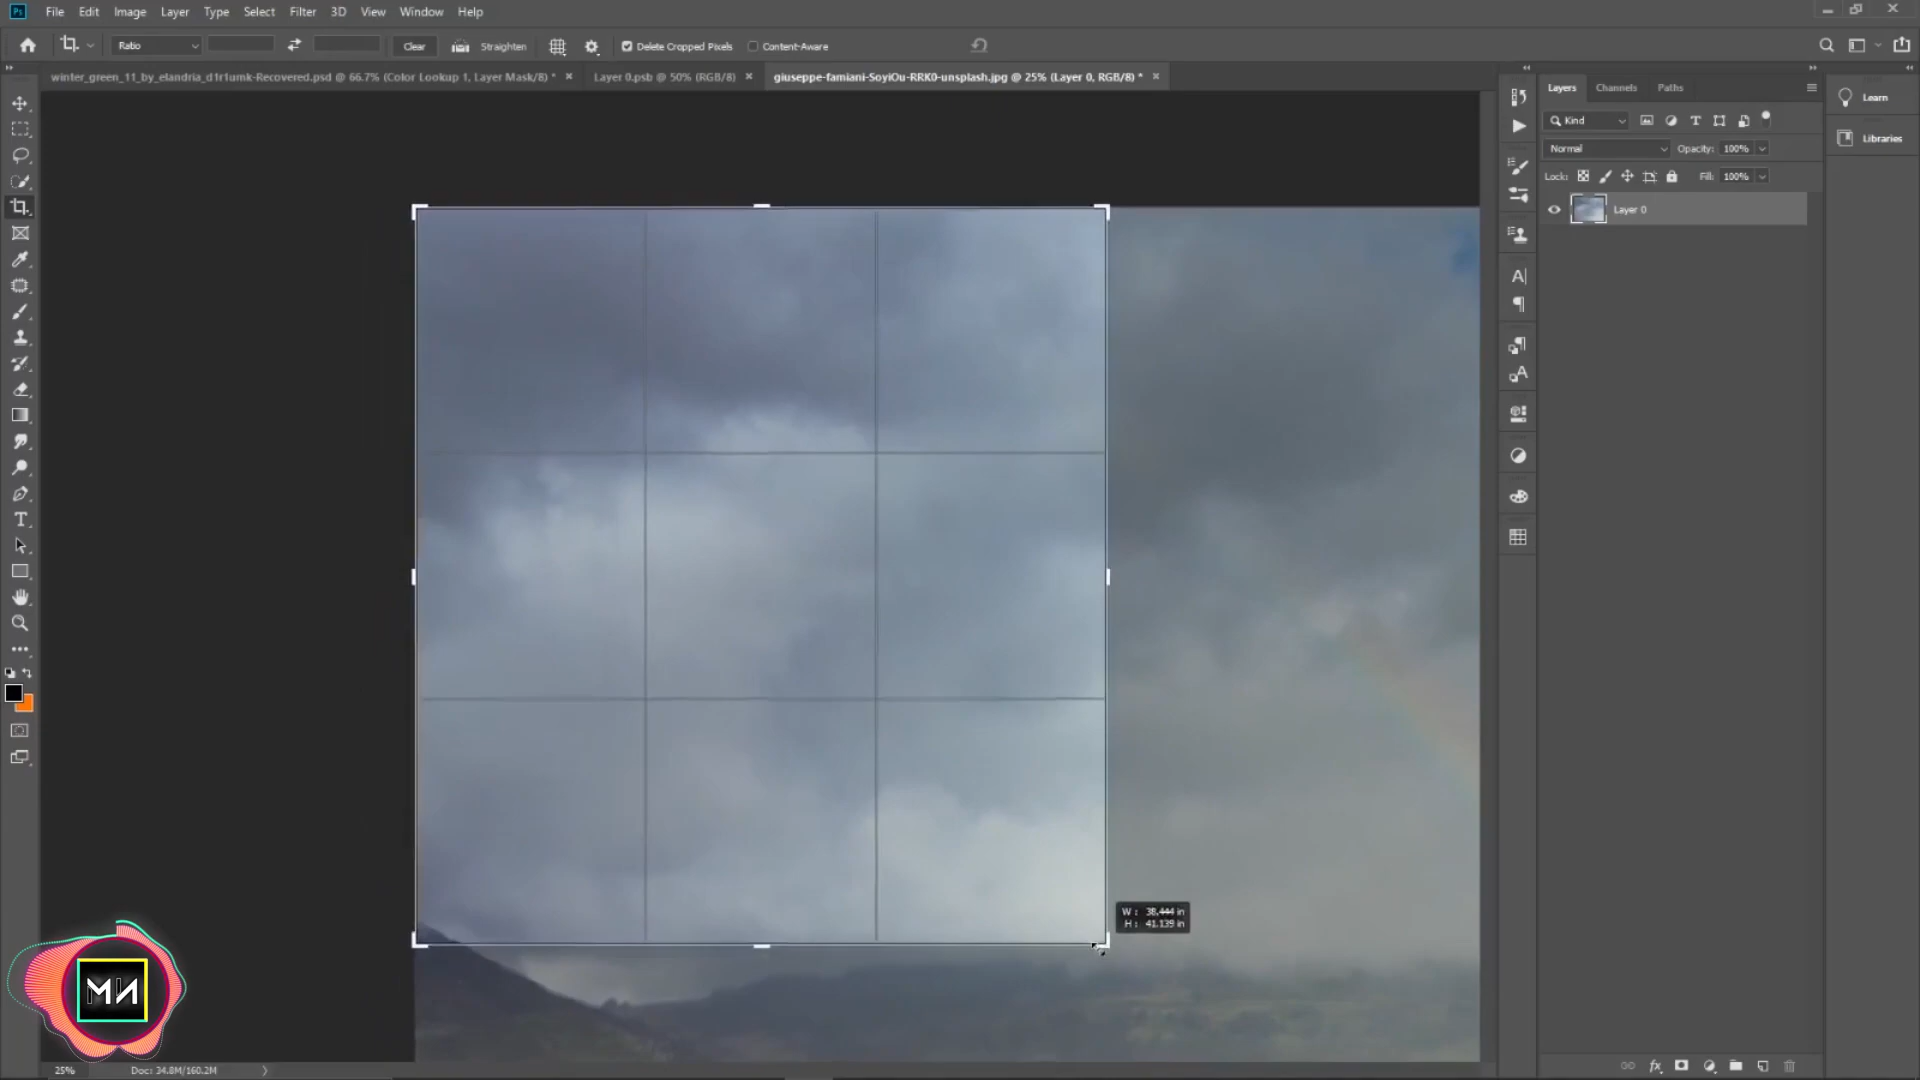 Ps File Edit Image Layer Type Select Filter 3D View Window Help
Ratio Clear Straighten Delete Cropped Pixels Content-Aware
winter_green_11_by_elandria_d1r1umk-Recovered.psd @ 66.7% (Color Lookup 1, Layer Mask/8) * Layer 0.psb @ 50% (RGB/8) giuseppe-famiani-SoyiOu-RRK0-unsplash.jpg @ 25% (Layer 0, RGB/8) *
Layers Channels Paths
Learn
Kind
Libraries
Normal Opacity: 100%
Lock: Fill: 100%
Layer 0
W : 38.444 in
H : 41.139 in
25% Doc: 34.8M/160.2M